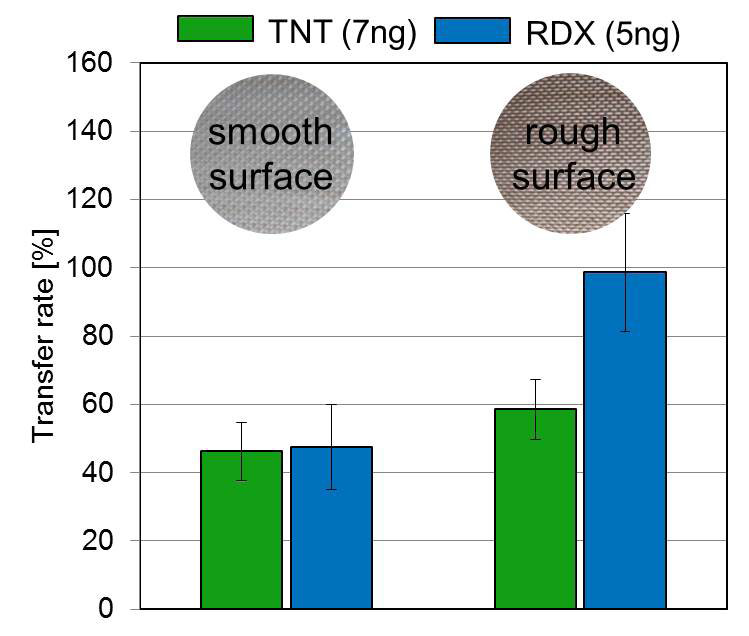 TNT (7ng) RDX (5ng)
160
140
120
100
80
60
40
20
0
Transfer rate [%]
smooth
surface
rough
surface